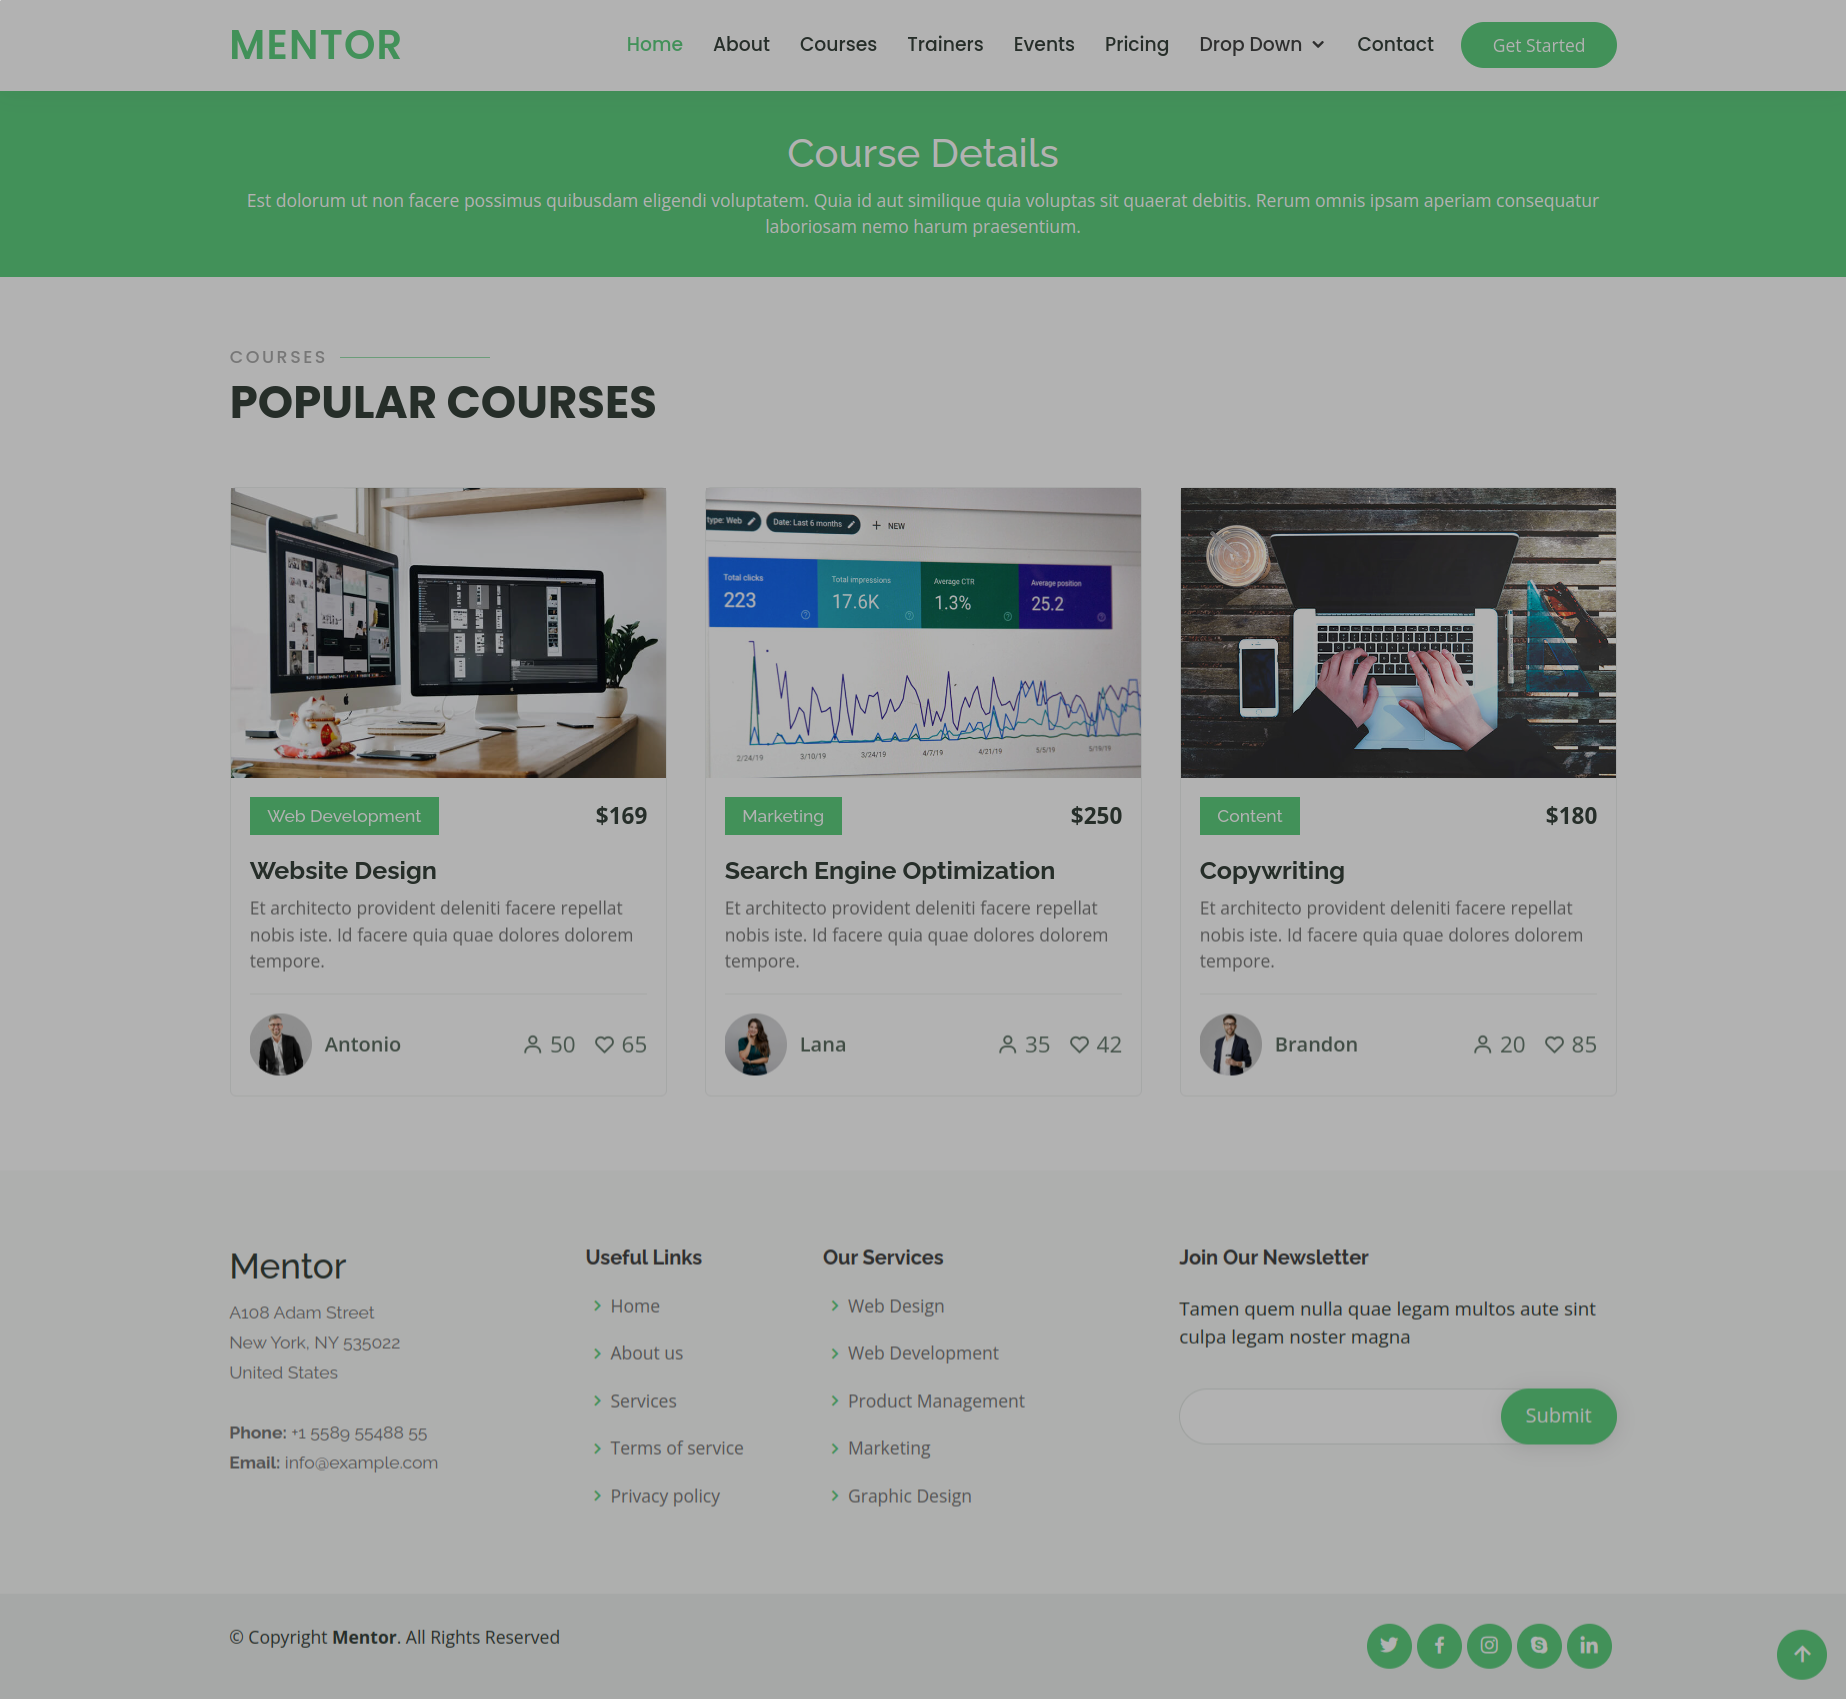 MENTOR
Home About Courses Trainers Events Pricing Drop Down Contact Get Started
Course Details
Est dolorum ut non facere possimus quibusdam eligendi voluptatem. Quia id aut similique quia voluptas sit quaerat debitis. Rerum omnis ipsam aperiam consequatur
laboriosam nemo harum praesentium.
COURSES
POPULAR COURSES
type: Web Date: Last 6 months + NEW
Total clicks Total impressions Average CTR Average position
223 17.6K 1.3% 25.2
2/24/19 3/10/19 3/24/19 4/7/19 4/21/19 5/5/19 5/19/19
Web Development $169
Website Design
Et architecto provident deleniti facere repellat
nobis iste. Id facere quia quae dolores dolorem
tempore.
Antonio 50 65
Marketing $250
Search Engine Optimization
Et architecto provident deleniti facere repellat
nobis iste. Id facere quia quae dolores dolorem
tempore.
Lana 35 42
Content $180
Copywriting
Et architecto provident deleniti facere repellat
nobis iste. Id facere quia quae dolores dolorem
tempore.
Brandon 20 85
Mentor
A108 Adam Street
New York, NY 535022
United States
Phone: +1 5589 55488 55
Email: info@example.com
Useful Links
Home
About us
Services
Terms of service
Privacy policy
Our Services
Web Design
Web Development
Product Management
Marketing
Graphic Design
Join Our Newsletter
Tamen quem nulla quae legam multos aute sint
culpa legam noster magna
Submit
© Copyright Mentor. All Rights Reserved